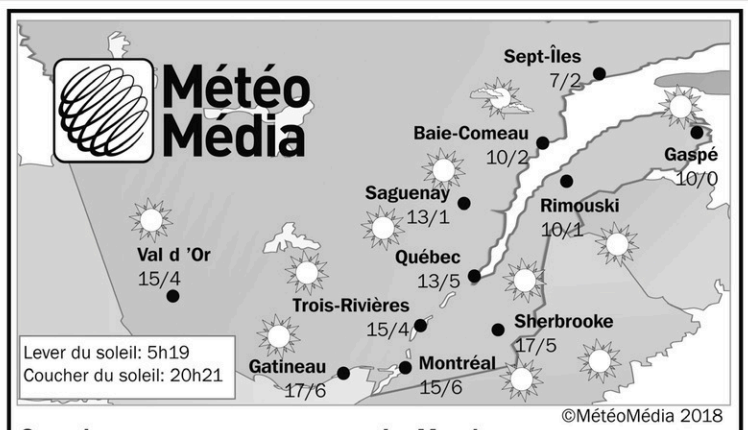 Météo
Média
Sept-Îles
7/2
Baie-Comeau
10/2
Gaspé
10/0
Saguenay
13/1
Rimouski
10/1
Val d 'Or
15/4
Québec
13/5
Trois-Rivières
15/4
Sherbrooke
17/5
Lever du soleil: 5h19
Coucher du soleil: 20h21
Gatineau
17/6
Montréal
15/6
©MétéoMédia 2018